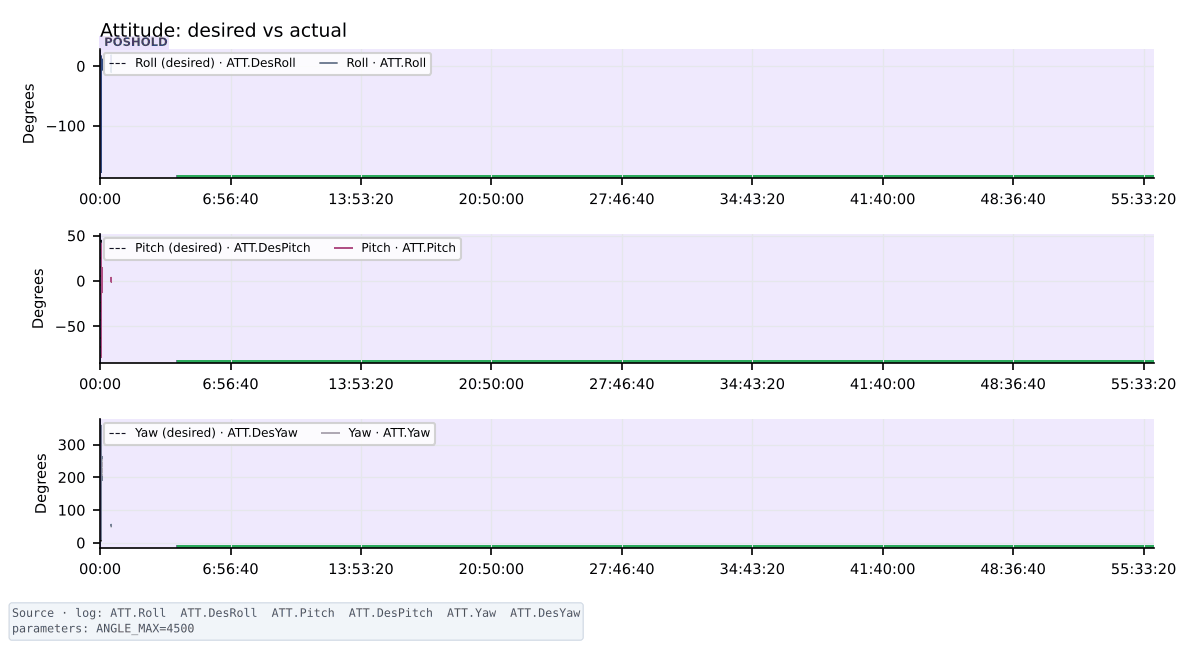 Attitude: desired vs actual
POSHOLD
--- Roll (desired) · ATT.DesRoll — Roll · ATT.Roll
Degrees
0
−100
00:00 6:56:40 13:53:20 20:50:00 27:46:40 34:43:20 41:40:00 48:36:40 55:33:20
50
--- Pitch (desired) · ATT.DesPitch — Pitch · ATT.Pitch
Degrees
0
−50
00:00 6:56:40 13:53:20 20:50:00 27:46:40 34:43:20 41:40:00 48:36:40 55:33:20
--- Yaw (desired) · ATT.DesYaw — Yaw · ATT.Yaw
Degrees
300
200
100
0
00:00 6:56:40 13:53:20 20:50:00 27:46:40 34:43:20 41:40:00 48:36:40 55:33:20
Source · log: ATT.Roll ATT.DesRoll ATT.Pitch ATT.DesPitch ATT.Yaw ATT.DesYaw
parameters: ANGLE_MAX=4500